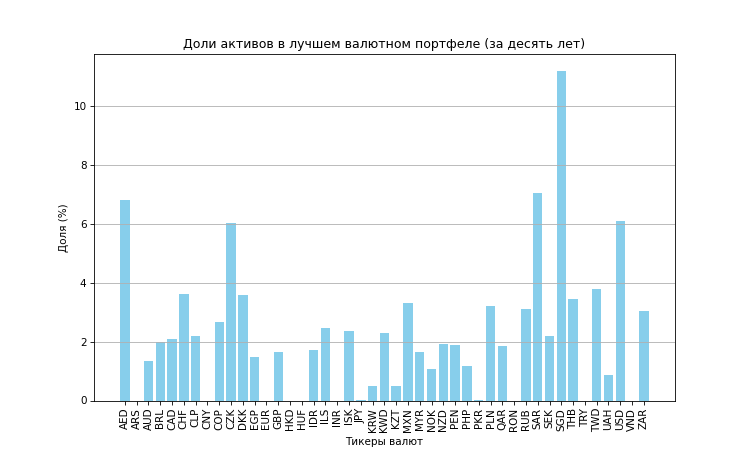 Доли активов в лучшем валютном портфеле (за десять лет)
Доля (%)
10
8
6
4
2
0
AED ARS AUD BRL CAD CHF CLP CNY COP CZK DKK EGP EUR GBP HKD HUF IDR ILS INR ISK JPY KRW KWD KZT MXN MYR NOK NZD PEN PHP PKR PLN QAR RON RUB SAR SEK SGD THB TRY TWD UAH USD VND ZAR
Тикеры валют